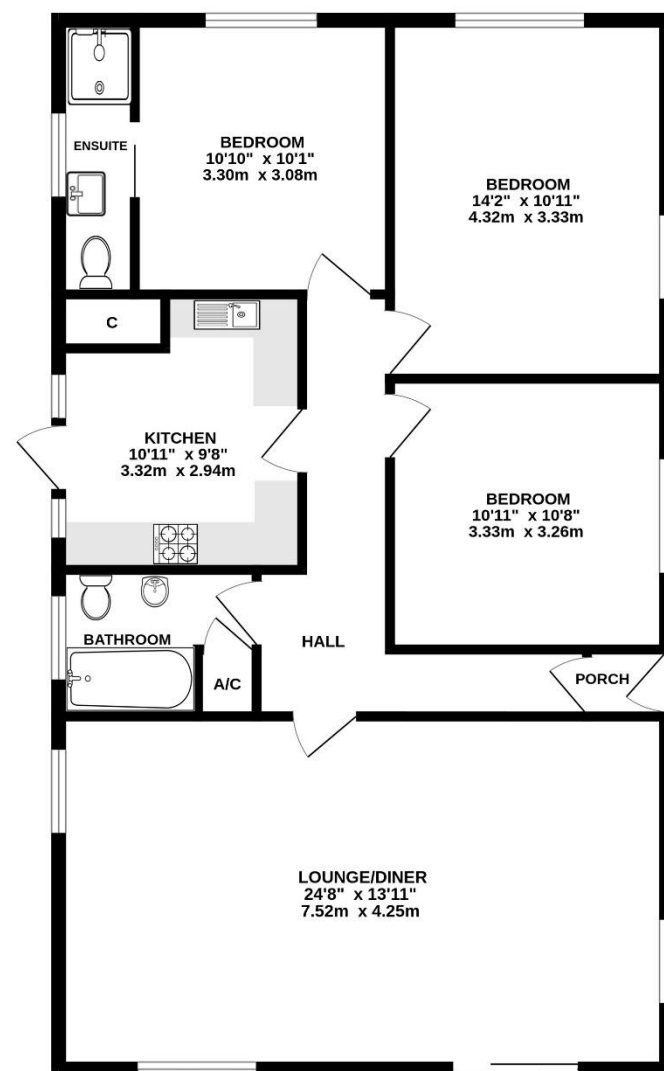 ENSUITE
BEDROOM
10'10" x 10'1"
3.30m x 3.08m
BEDROOM
14'2" x 10'11"
4.32m x 3.33m
C
KITCHEN
10'11" x 9'8"
3.32m x 2.94m
BEDROOM
10'11" x 10'8"
3.33m x 3.26m
BATHROOM
A/C
HALL
PORCH
LOUNGE/DINER
24'8" x 13'11"
7.52m x 4.25m